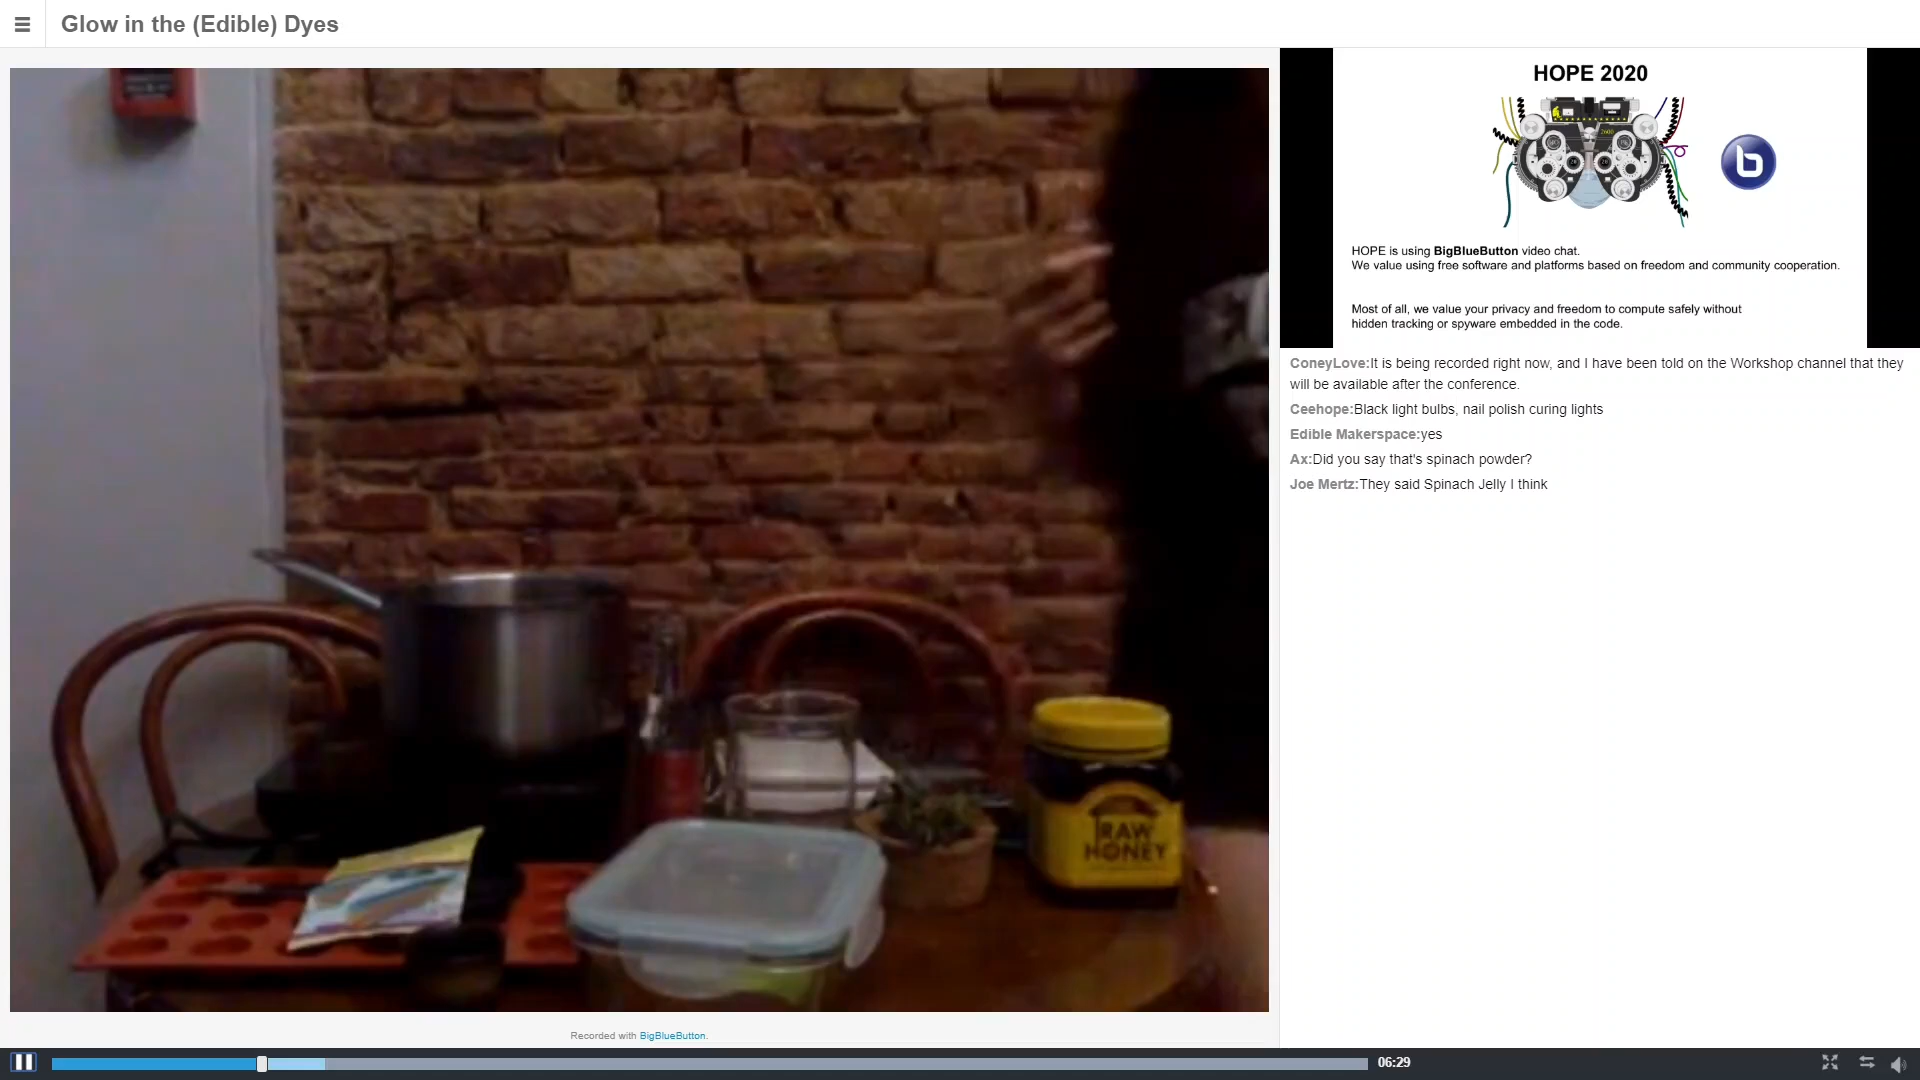 Glow in the (Edible) Dyes
RAW
HONEY
Recorded with BigBlueButton.
HOPE 2020
2600
b
HOPE is using BigBlueButton video chat.
We value using free software and platforms based on freedom and community cooperation.
Most of all, we value your privacy and freedom to compute safely without
hidden tracking or spyware embedded in the code.
ConeyLove:It is being recorded right now, and I have been told on the Workshop channel that they
will be available after the conference.
Ceehope:Black light bulbs, nail polish curing lights
Edible Makerspace:yes
Ax:Did you say that's spinach powder?
Joe Mertz:They said Spinach Jelly I think
06:29